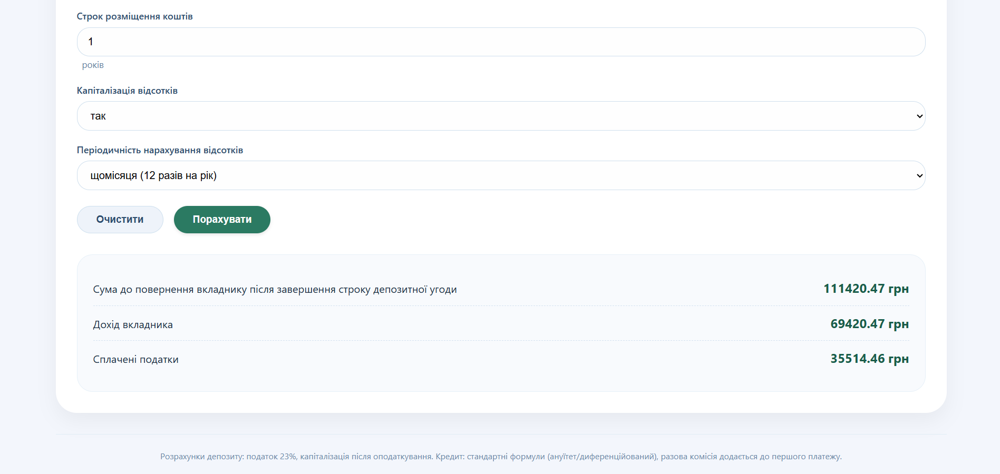 Строк розміщення коштів
1
років
Капіталізація відсотків
так
Періодичність нарахування відсотків
щомісяця (12 разів на рік)
Очистити Порахувати
Сума до повернення вкладнику після завершення строку депозитної угоди 111420.47 грн
Дохід вкладника 69420.47 грн
Сплачені податки 35514.46 грн
Розрахунки депозиту: податок 23%, капіталізація після оподаткування. Кредит: стандартні формули (ануїтет/диференційований), разова комісія додається до першого платежу.